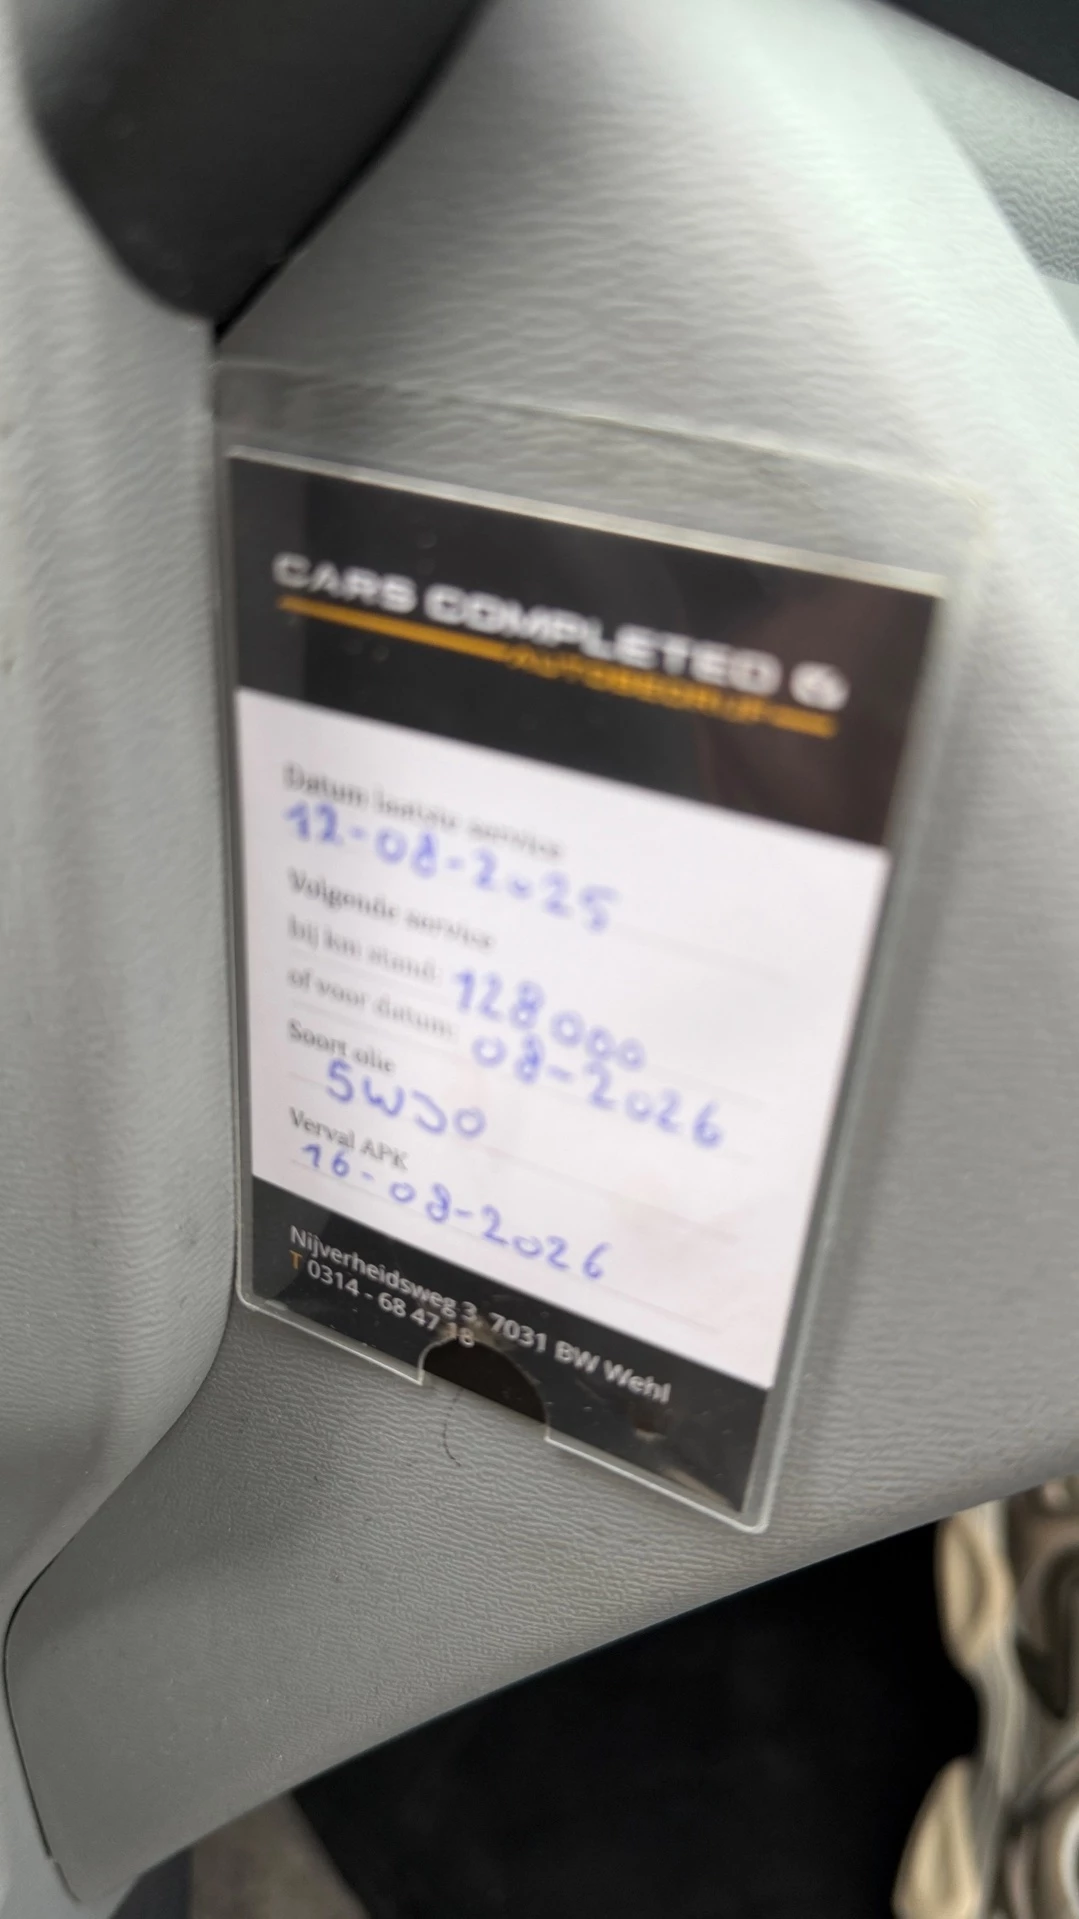 CARS COMPLETED
AUTOBEDRIJF
Datum laatste service
12-08-2025
Volgende service
bij km stand: 128000
of voor datum: 08-2026
Soort olie
5W30
Verval APK
16-08-2026
Nijverheidsweg 3, 7031 BW Wehl
T 0314 - 68 47 18